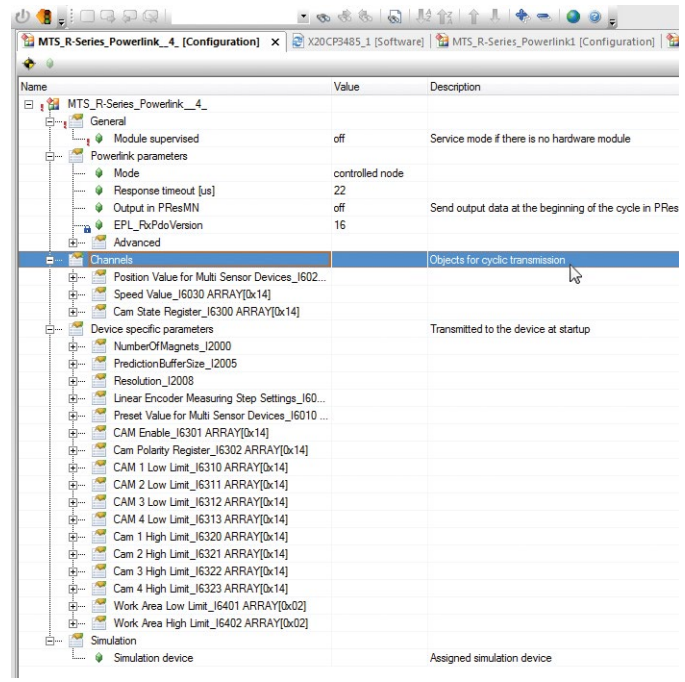 MTS_R-Series_Powerlink__4_ [Configuration] x X20CP3485_1 [Software] MTS_R-Series_Powerlink1 [Configuration]
Name Value Description
MTS_R-Series_Powerlink__4_
General
Module supervised off Service mode if there is no hardware module
Powerlink parameters
Mode controlled node
Response timeout [us] 22
Output in PResMN off Send output data at the beginning of the cycle in PRes
EPL_RxPdoVersion 16
Advanced
Channels Objects for cyclic transmission
Position Value for Multi Sensor Devices_I602...
Speed Value_I6030 ARRAY[0x14]
Cam State Register_I6300 ARRAY[0x14]
Device specific parameters Transmitted to the device at startup
NumberOfMagnets_I2000
PredictionBufferSize_I2005
Resolution_I2008
Linear Encoder Measuring Step Settings_I60...
Preset Value for Multi Sensor Devices_I6010 ...
CAM Enable_I6301 ARRAY[0x14]
Cam Polarity Register_I6302 ARRAY[0x14]
CAM 1 Low Limit_I6310 ARRAY[0x14]
CAM 2 Low Limit_I6311 ARRAY[0x14]
CAM 3 Low Limit_I6312 ARRAY[0x14]
CAM 4 Low Limit_I6313 ARRAY[0x14]
Cam 1 High Limit_I6320 ARRAY[0x14]
Cam 2 High Limit_I6321 ARRAY[0x14]
Cam 3 High Limit_I6322 ARRAY[0x14]
Cam 4 High Limit_I6323 ARRAY[0x14]
Work Area Low Limit_I6401 ARRAY[0x02]
Work Area High Limit_I6402 ARRAY[0x02]
Simulation
Simulation device Assigned simulation device